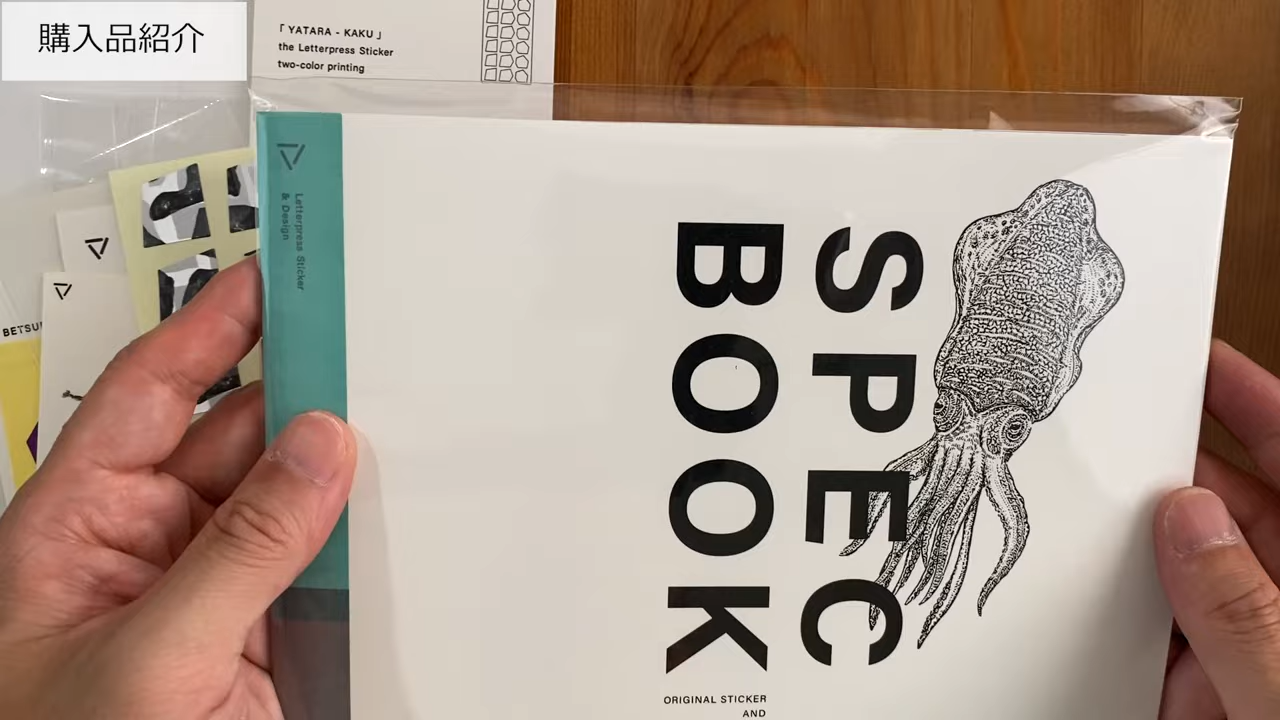 購入品紹介
「 YATARA - KAKU 」
the Letterpress Sticker
two-color printing
Letterpress Sticker
& Design
BETSU
SPEC
BOOK
ORIGINAL STICKER
AND